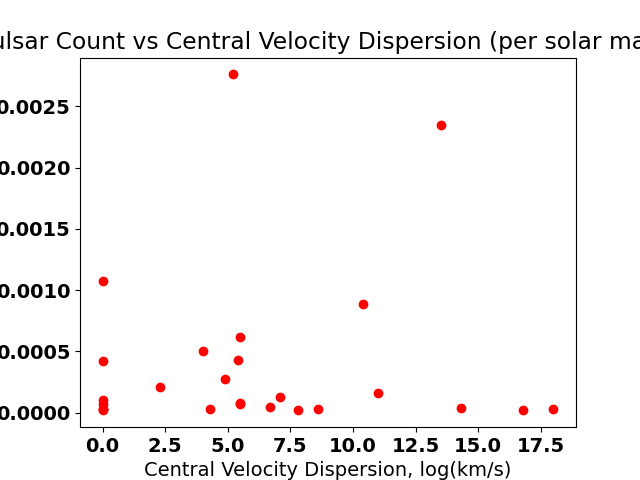 ulsar Count vs Central Velocity Dispersion (per solar ma
0.0025
0.0020
0.0015
0.0010
0.0005
0.0000
0.0 2.5 5.0 7.5 10.0 12.5 15.0 17.5
Central Velocity Dispersion, log(km/s)